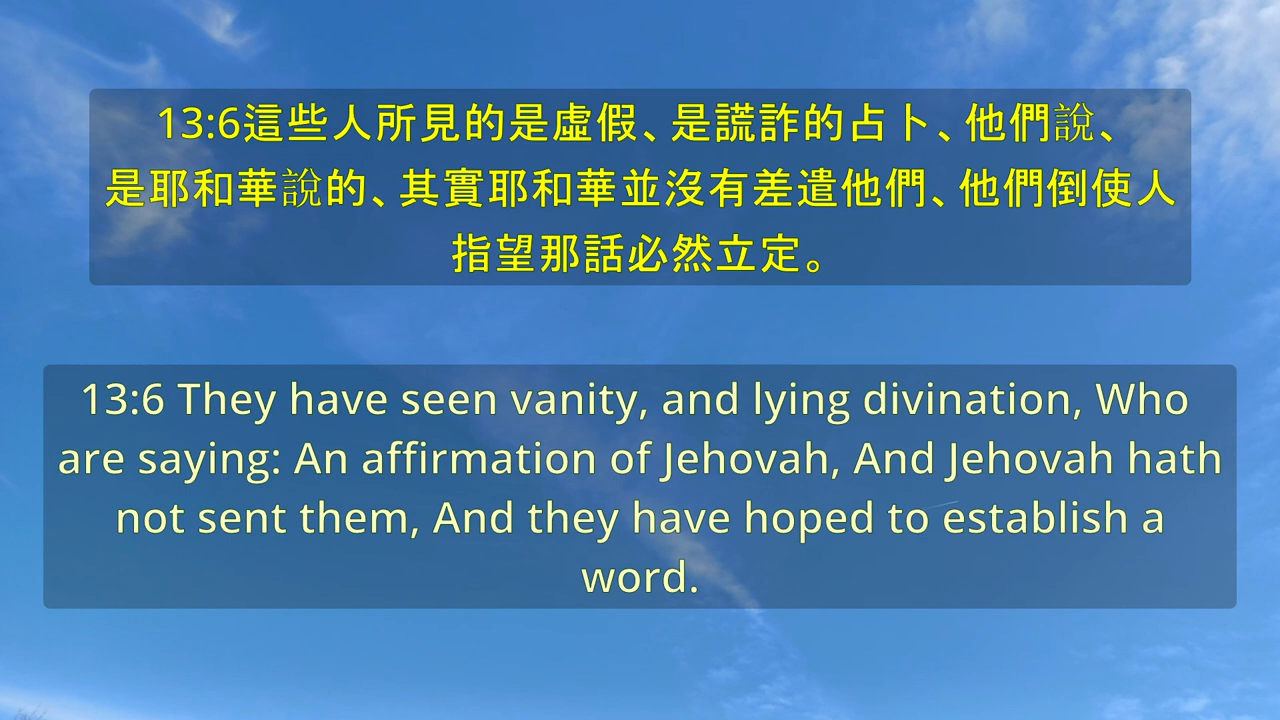 13:6這些人所見的是虛假、是謊詐的占卜、他們說、
是耶和華說的、其實耶和華並沒有差遣他們、他們倒使人
指望那話必然立定。
13:6 They have seen vanity, and lying divination, Who
are saying: An affirmation of Jehovah, And Jehovah hath
not sent them, And they have hoped to establish a
word.